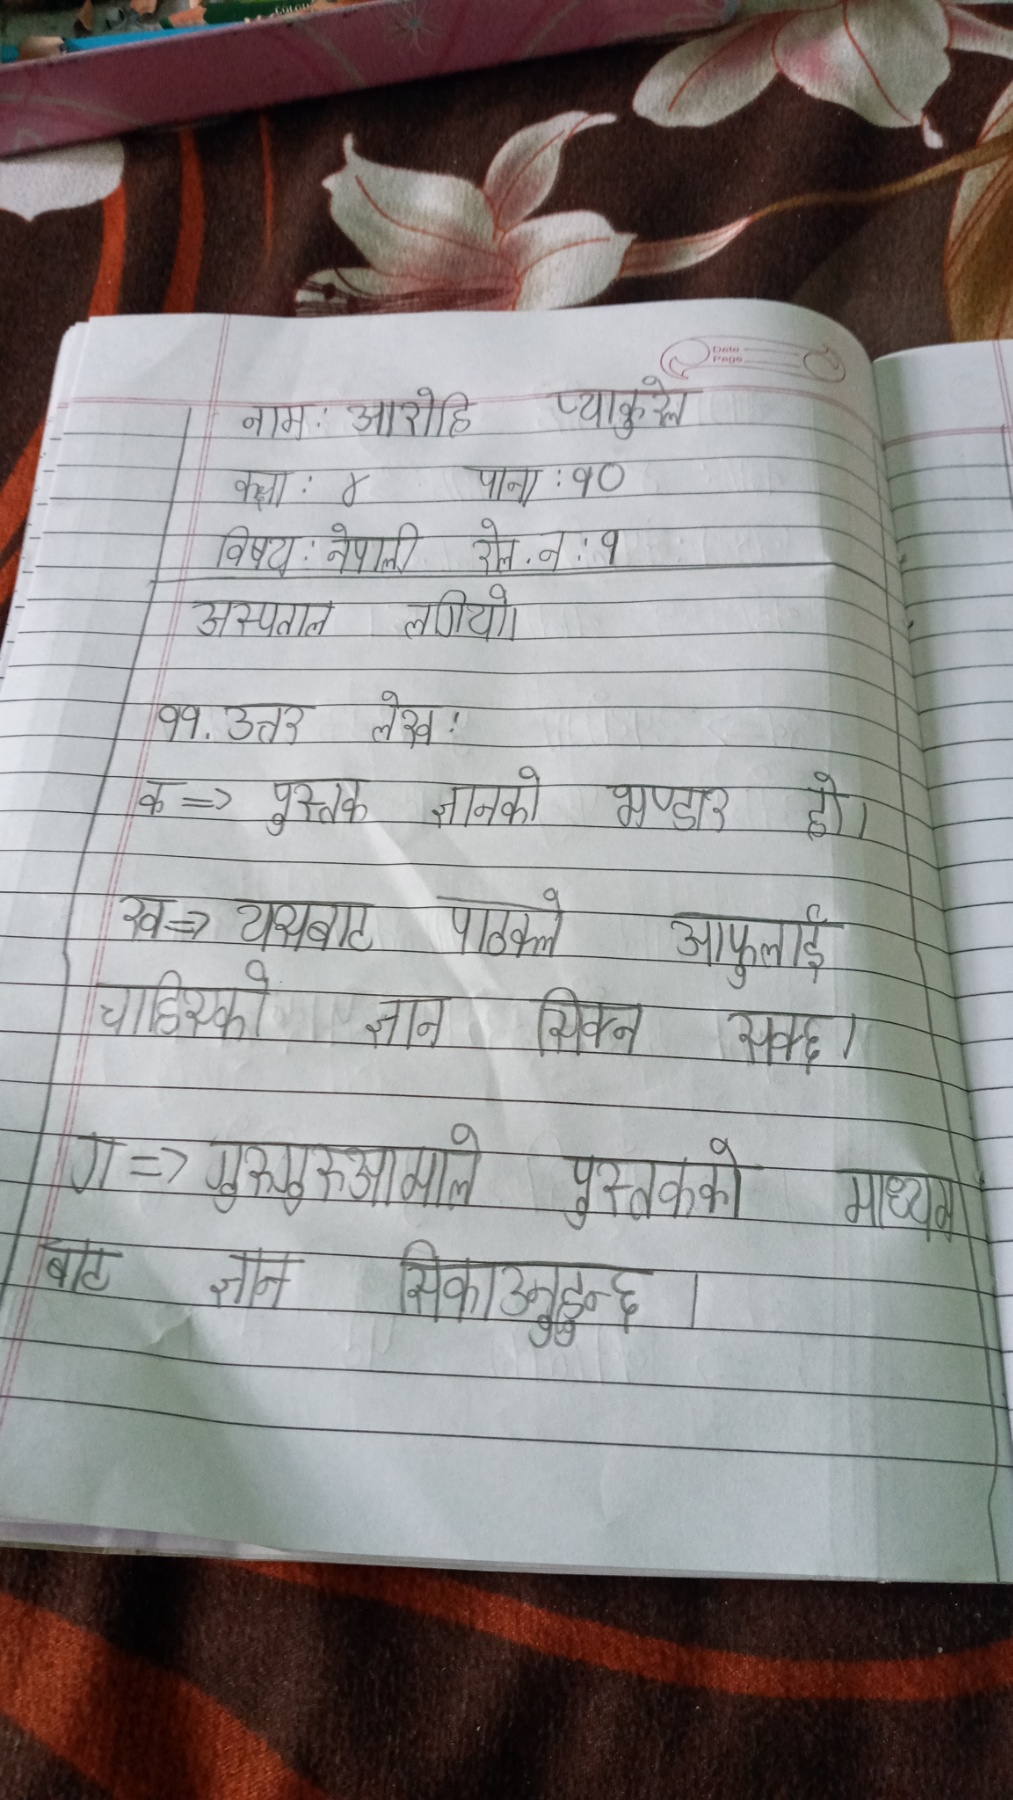 COLOU
Date
Page
नाम: आरोहि प्याकुरेल
कक्षा: ४ पाना: १०
विषय: नेपाली रोल.न: १
अस्पताल लगियो।
११. उत्तर लेख:
क => पुस्तक ज्ञानको भण्डार हो।
ख => यसबाट पाठकले आफुलाई
चाहिएको ज्ञान सिक्न सक्छ।
ग => गुरुगुरुआमाले पुस्तकको माध्यम
बाट ज्ञान सिकाउनुहुन्छ।